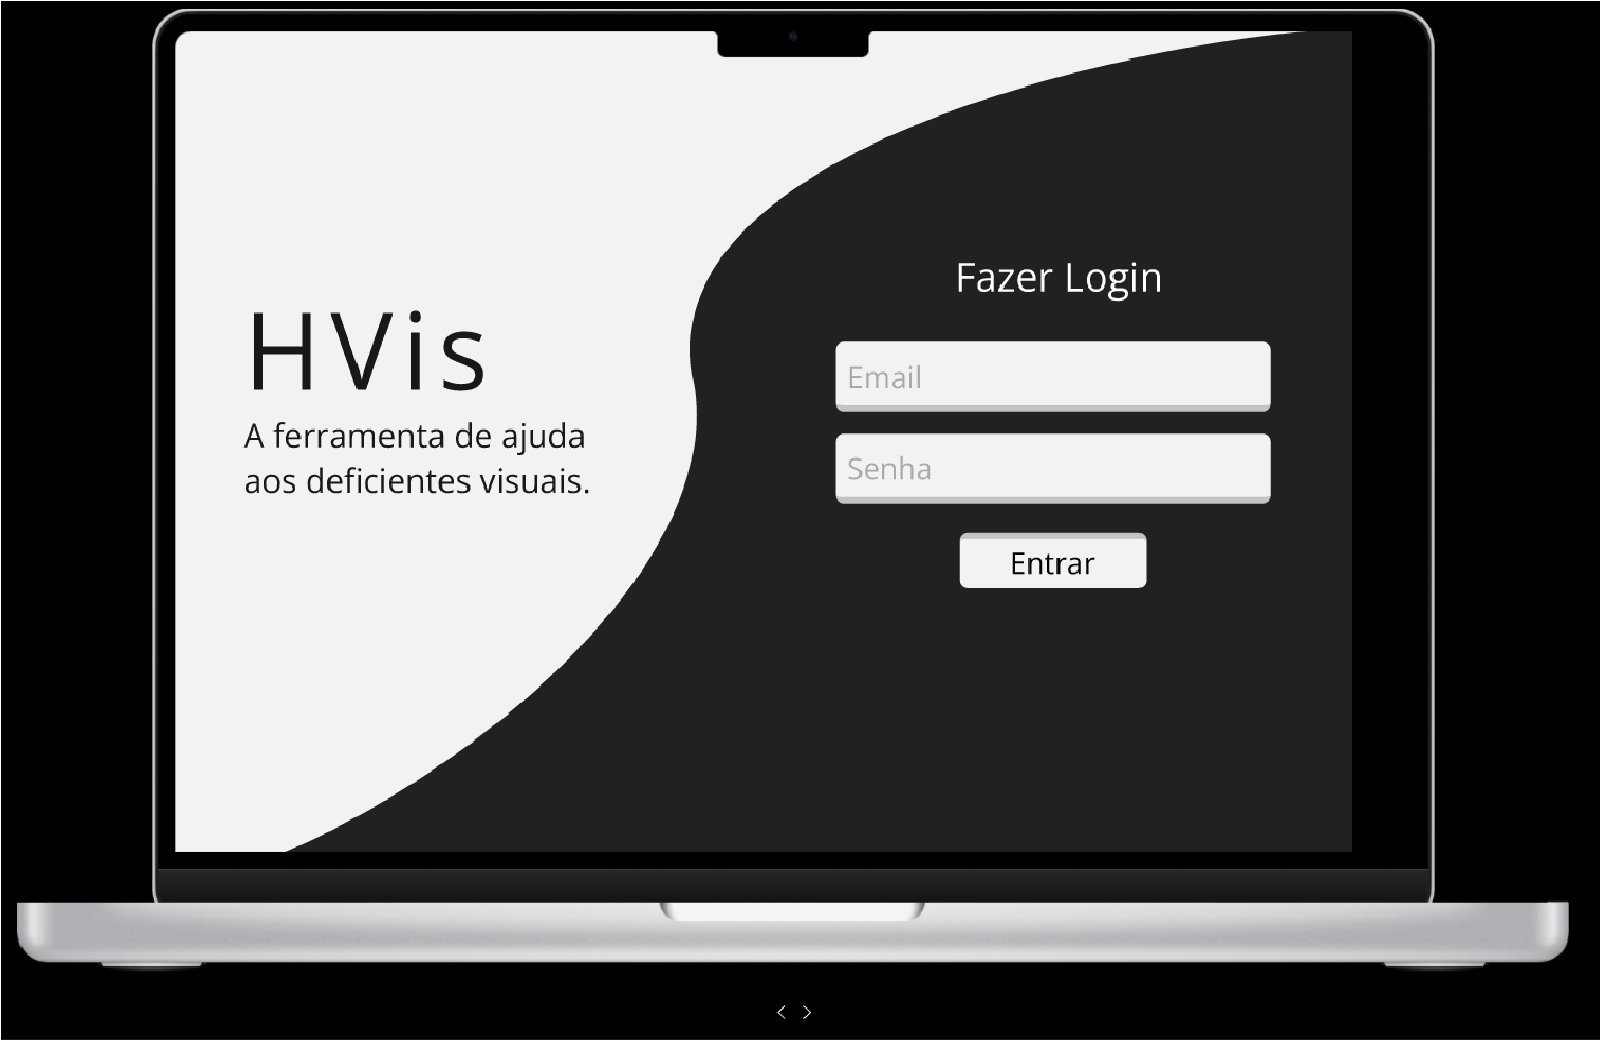 HVis
A ferramenta de ajuda
aos deficientes visuais.
Fazer Login
Email
Senha
Entrar